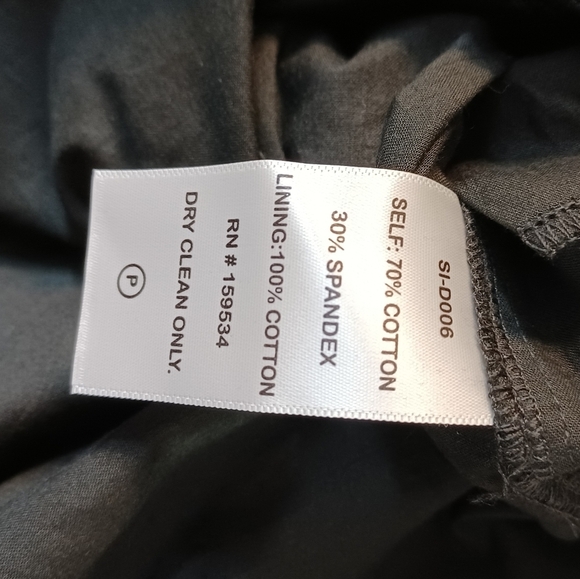 SI-D006
SELF: 70% COTTON
30% SPANDEX
LINING:100% COTTON
RN # 159534
DRY CLEAN ONLY.
P